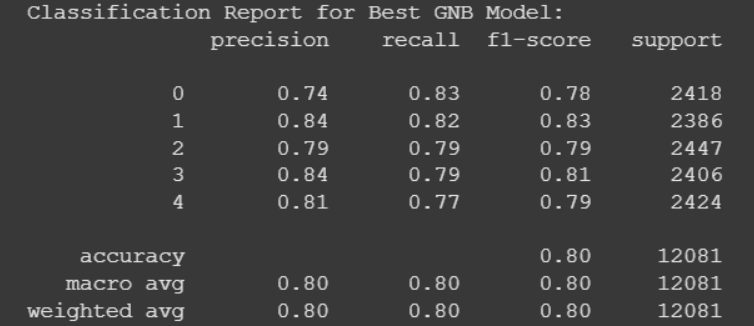 Classification Report for Best GNB Model:
precision recall f1-score support
0 0.74 0.83 0.78 2418
1 0.84 0.82 0.83 2386
2 0.79 0.79 0.79 2447
3 0.84 0.79 0.81 2406
4 0.81 0.77 0.79 2424
accuracy 0.80 12081
macro avg 0.80 0.80 0.80 12081
weighted avg 0.80 0.80 0.80 12081